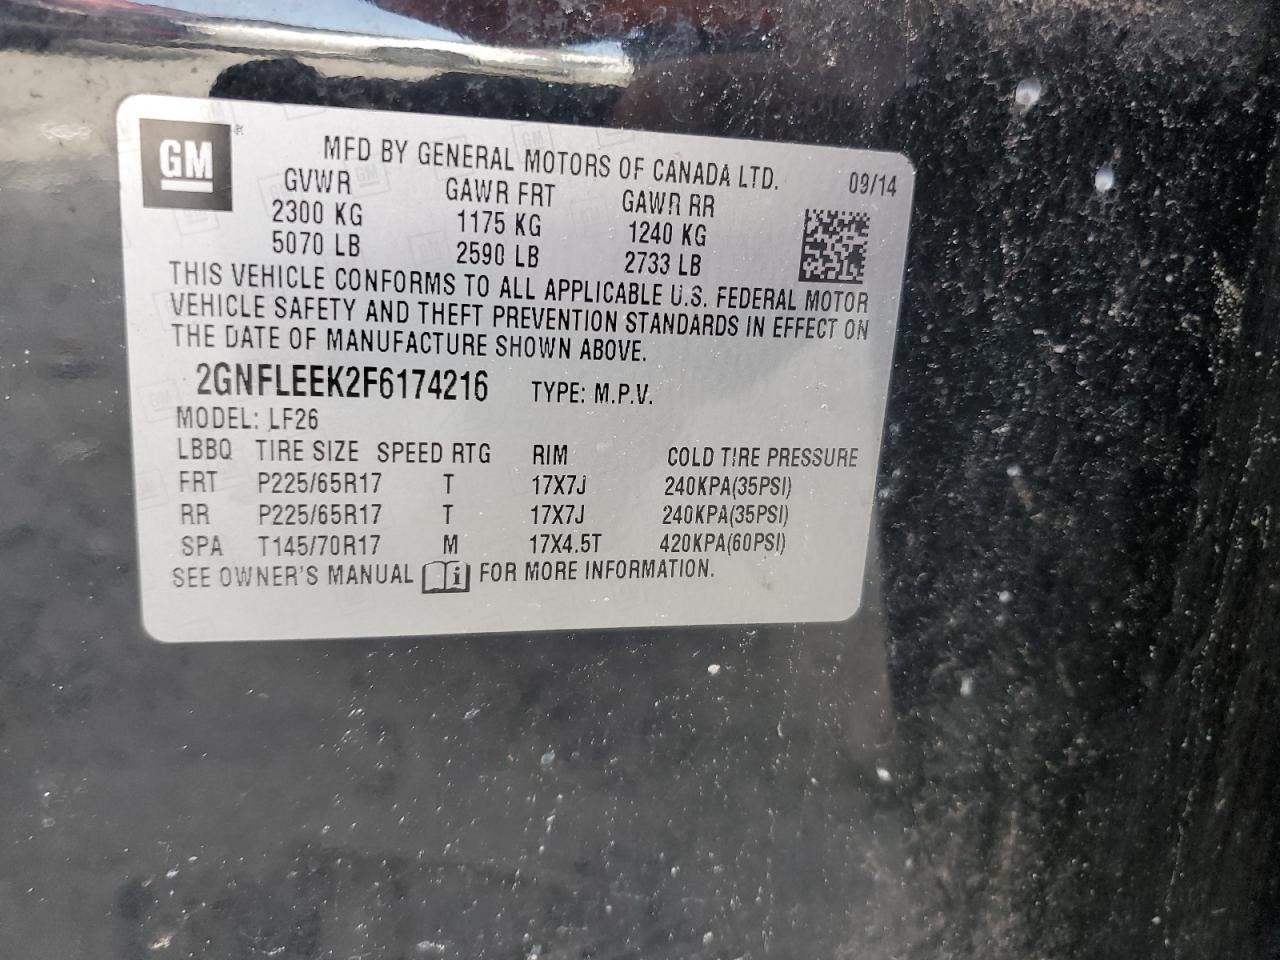 GM
MFD BY GENERAL MOTORS OF CANADA LTD.
09/14
GVWR GAWR FRT GAWR RR
2300 KG 1175 KG 1240 KG
5070 LB 2590 LB 2733 LB
THIS VEHICLE CONFORMS TO ALL APPLICABLE U.S. FEDERAL MOTOR
VEHICLE SAFETY AND THEFT PREVENTION STANDARDS IN EFFECT ON
THE DATE OF MANUFACTURE SHOWN ABOVE.
2GNFLEEK2F6174216 TYPE: M.P.V.
MODEL: LF26
LBBQ TIRE SIZE SPEED RTG RIM COLD TIRE PRESSURE
FRT P225/65R17 T 17X7J 240KPA(35PSI)
RR P225/65R17 T 17X7J 240KPA(35PSI)
SPA T145/70R17 M 17X4.5T 420KPA(60PSI)
SEE OWNER'S MANUAL i FOR MORE INFORMATION.